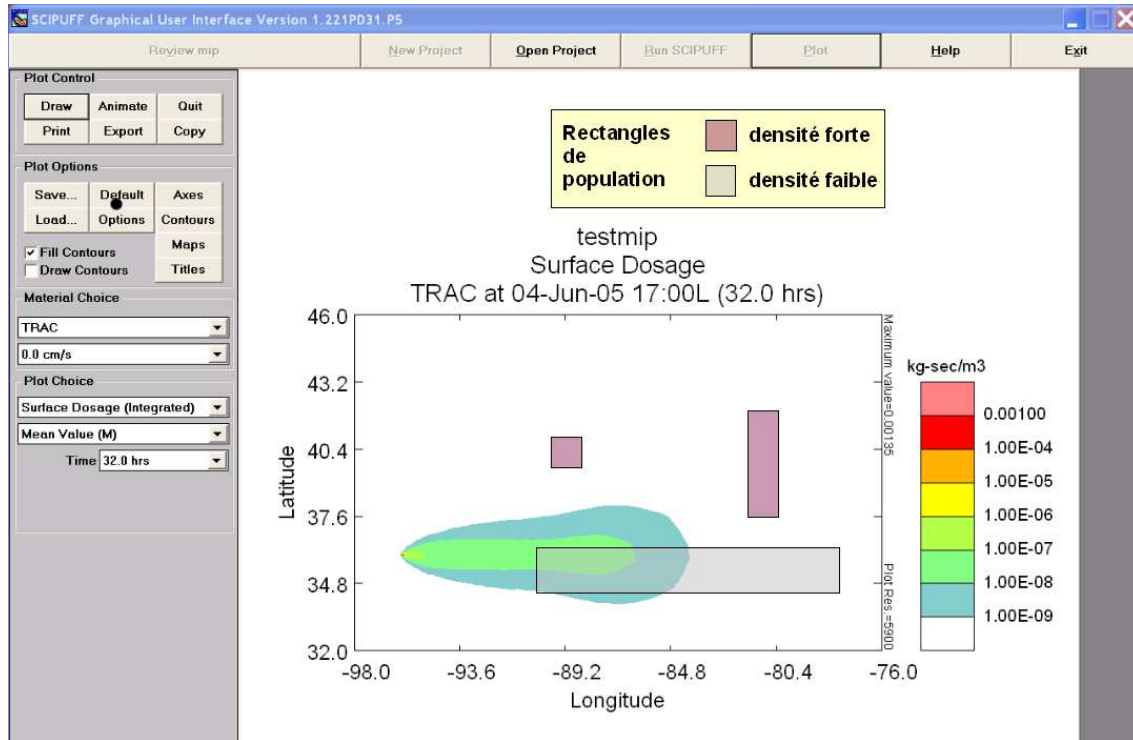 SCIPUFF Graphical User Interface Version 1.221PD31.P5
Review mip
New Project
Open Project
Run SCIPUFF
Plot
Help
Exit
Plot Control
Draw
Animate
Quit
Print
Export
Copy
Plot Options
Save...
Default
Axes
Load...
Options
Contours
Fill Contours
Maps
Draw Contours
Titles
Material Choice
TRAC
0.0 cm/s
Plot Choice
Surface Dosage (Integrated)
Mean Value (M)
Time 32.0 hrs
Rectangles
de
population
densité forte
densité faible
testmip
Surface Dosage
TRAC at 04-Jun-05 17:00L (32.0 hrs)
46.0
43.2
40.4
37.6
34.8
32.0
Latitude
-98.0
-93.6
-89.2
-84.8
-80.4
-76.0
Longitude
Maximum value=0.00135
Plot Res.=5900
kg-sec/m3
0.00100
1.00E-04
1.00E-05
1.00E-06
1.00E-07
1.00E-08
1.00E-09